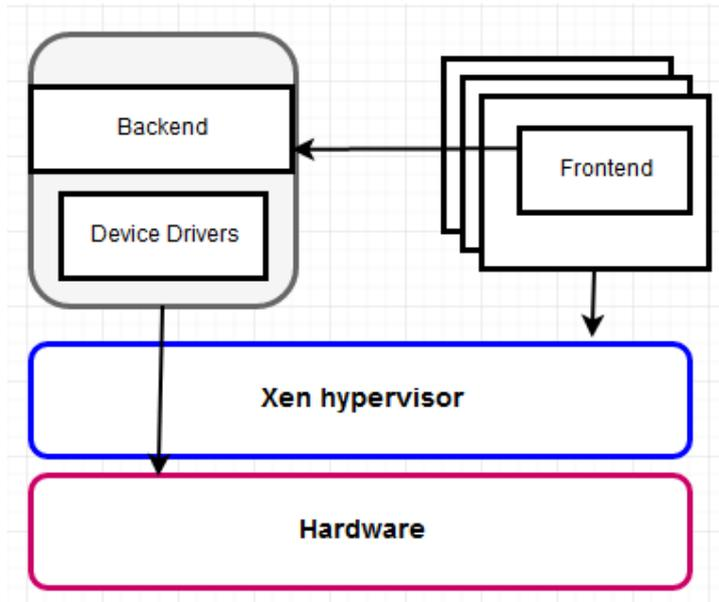 Backend
Frontend
Device Drivers
Xen hypervisor
Hardware